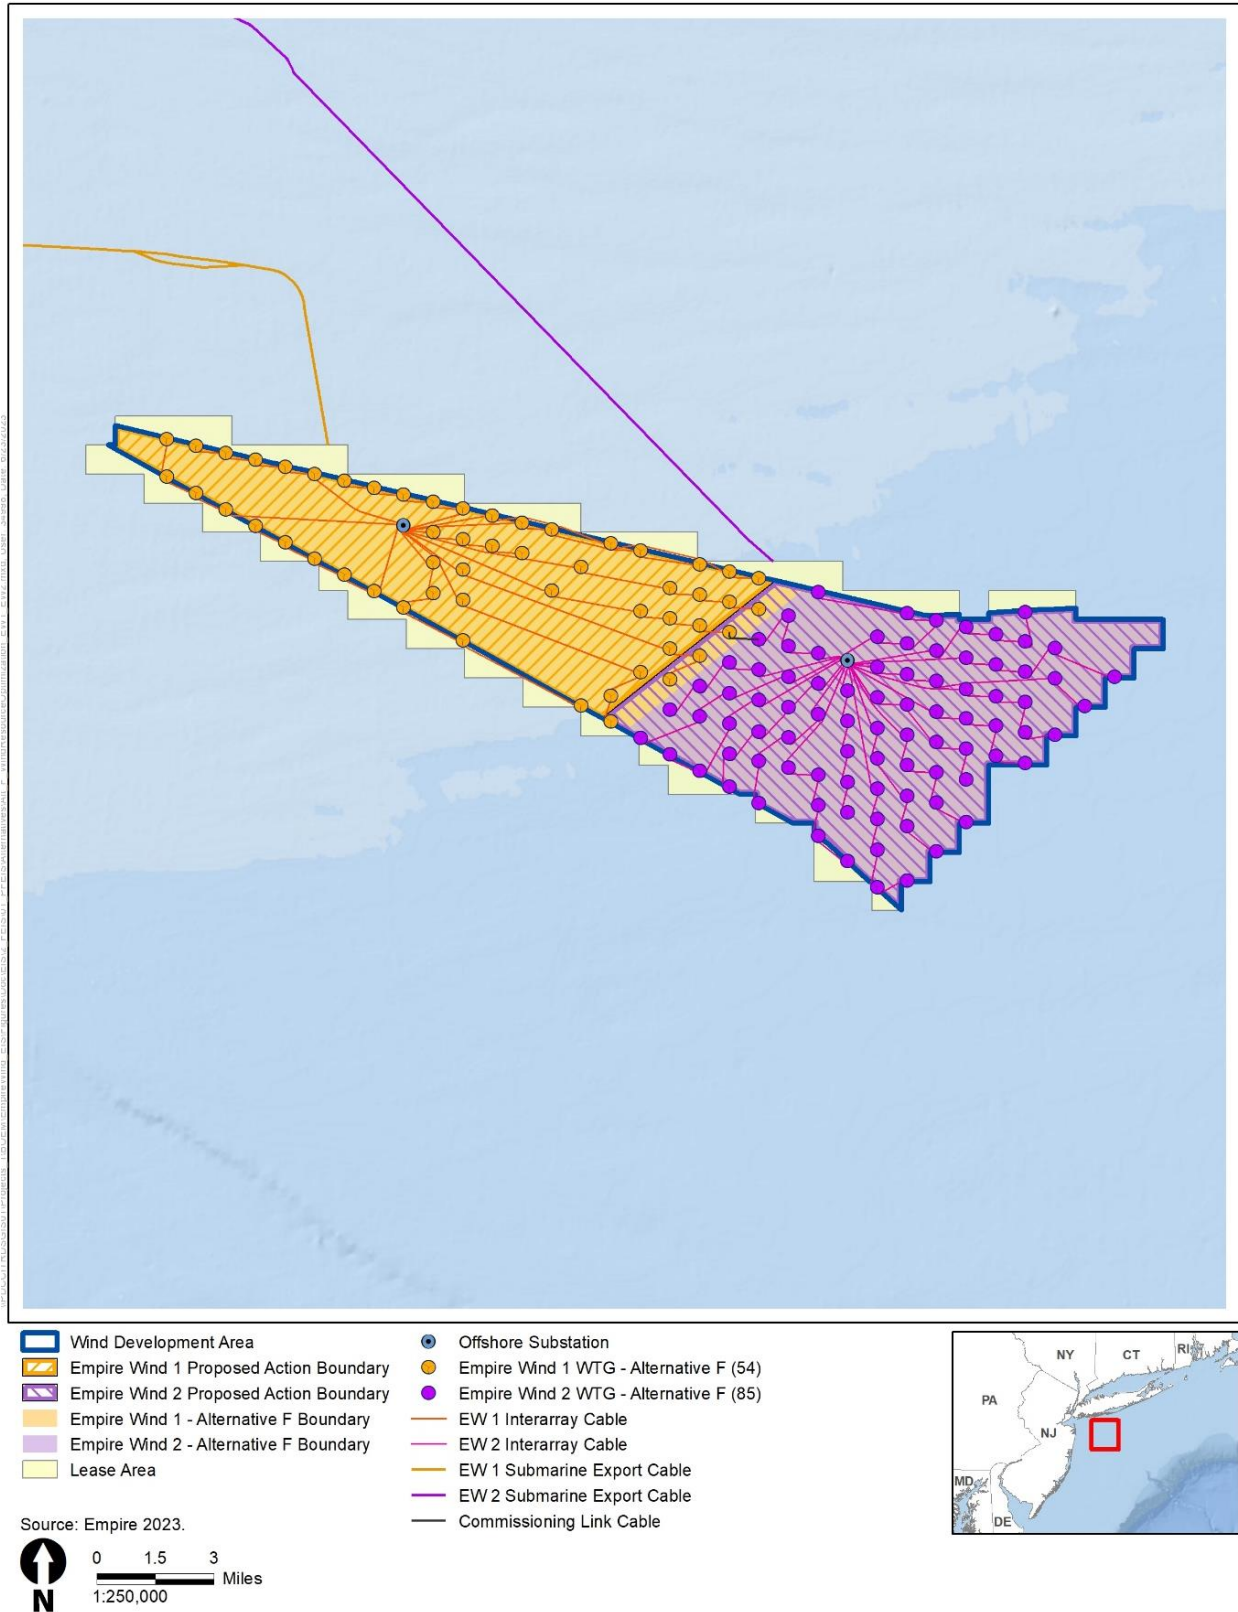 Wind Development Area
Empire Wind 1 Proposed Action Boundary
Empire Wind 2 Proposed Action Boundary
Empire Wind 1 - Alternative F Boundary
Empire Wind 2 - Alternative F Boundary
Lease Area
Offshore Substation
Empire Wind 1 WTG - Alternative F (54)
Empire Wind 2 WTG - Alternative F (85)
EW 1 Interarray Cable
EW 2 Interarray Cable
EW 1 Submarine Export Cable
EW 2 Submarine Export Cable
Commissioning Link Cable
Source: Empire 2023.
N
0 1.5 3
Miles
1:250,000
NY CT RI
PA
NJ
MD
DE